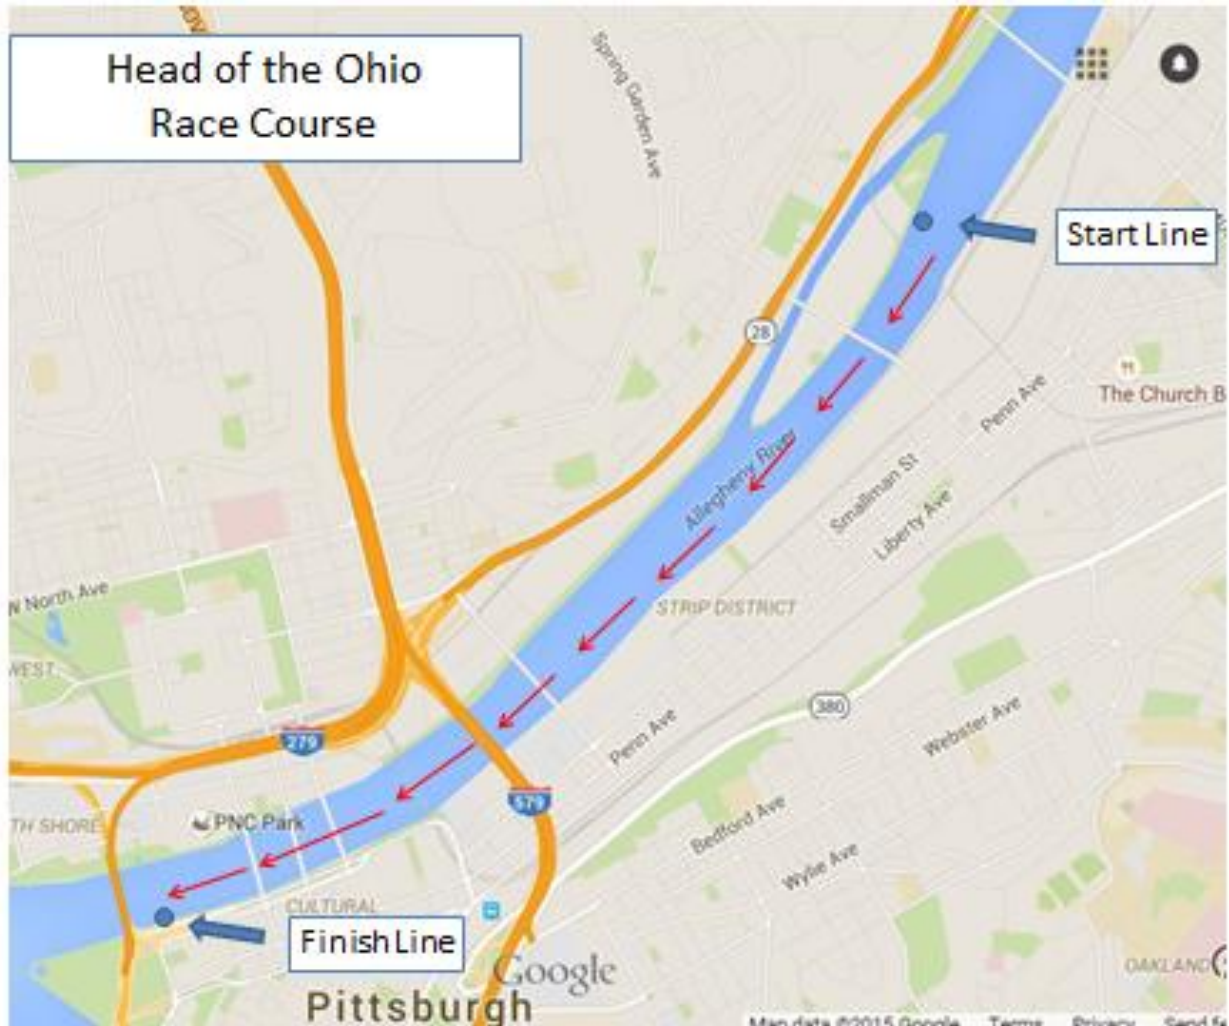 Head of the Ohio
Race Course
Spring Garden Ave
Start Line
28
The Church B
Penn Ave
Allegheny River
Smallman St
Liberty Ave
W North Ave
STRIP DISTRICT
WEST
380
Penn Ave
Webster Ave
279
579
TH SHORE
PNC Park
Bedford Ave
Wylie Ave
CULTURAL
Finish Line
Google
OAKLAND
Pittsburgh
Map data ©2015 Google Terms Privacy Send fe